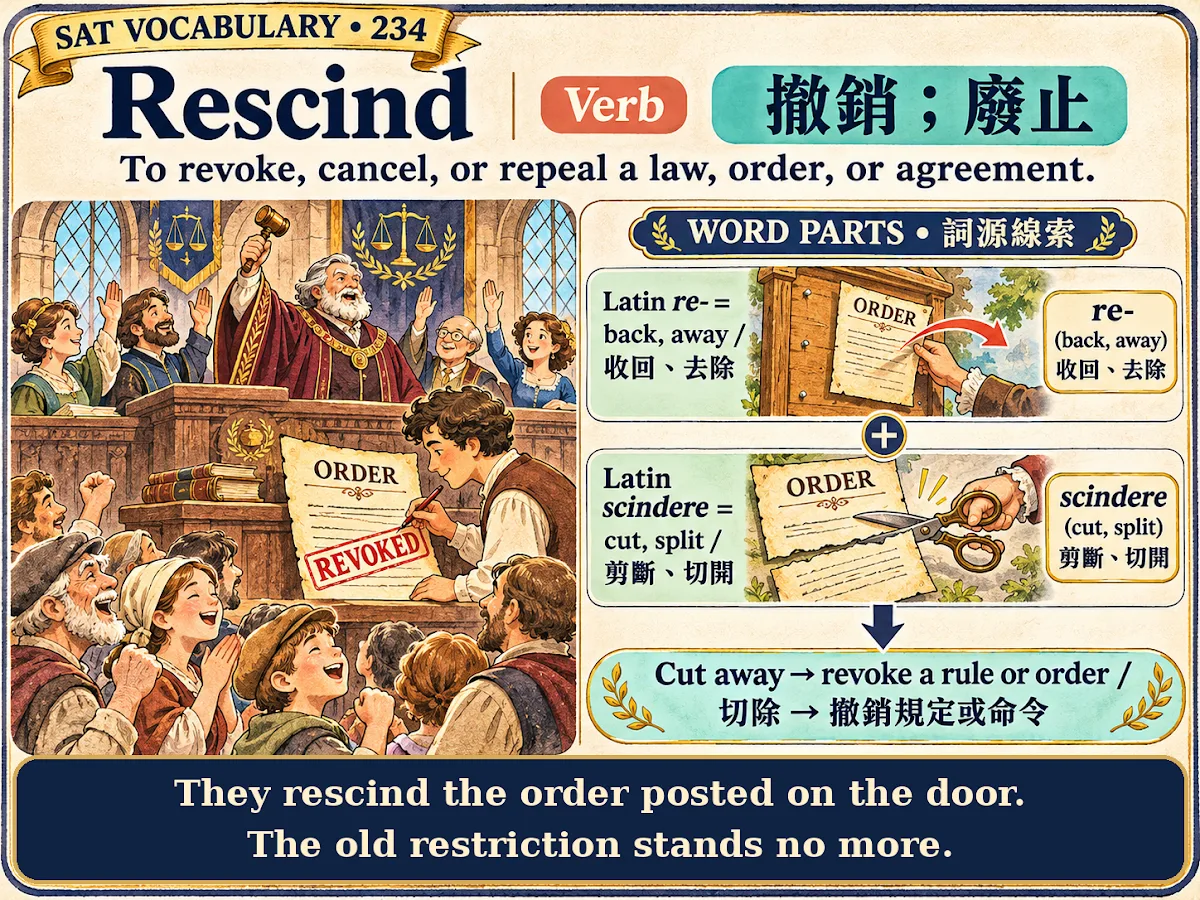 SAT VOCABULARY • 234
Rescind
Verb
撤銷；廢止
To revoke, cancel, or repeal a law, order, or agreement.
ORDER
REVOKED
WORD PARTS • 詞源線索
Latin re- =
back, away /
收回、去除
ORDER
re-
(back, away)
收回、去除
+
Latin
scindere =
cut, split /
剪斷、切開
ORDER
scindere
(cut, split)
剪斷、切開
Cut away → revoke a rule or order /
切除 → 撤銷規定或命令
They rescind the order posted on the door.
The old restriction stands no more.